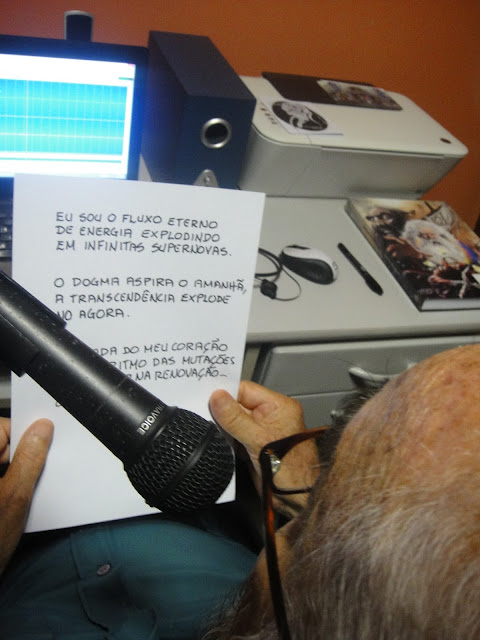 EU SOU O FLUXO ETERNO
DE ENERGIA EXPLODINDO
EM INFINITAS SUPERNOVAS.
O DOGMA ASPIRA O AMANHÃ,
A TRANSCENDÊNCIA EXPLODE
NO AGORA.
DO MEU CORAÇÃO
RITMO DAS MUTAÇÕES
RENOVAÇÃO...